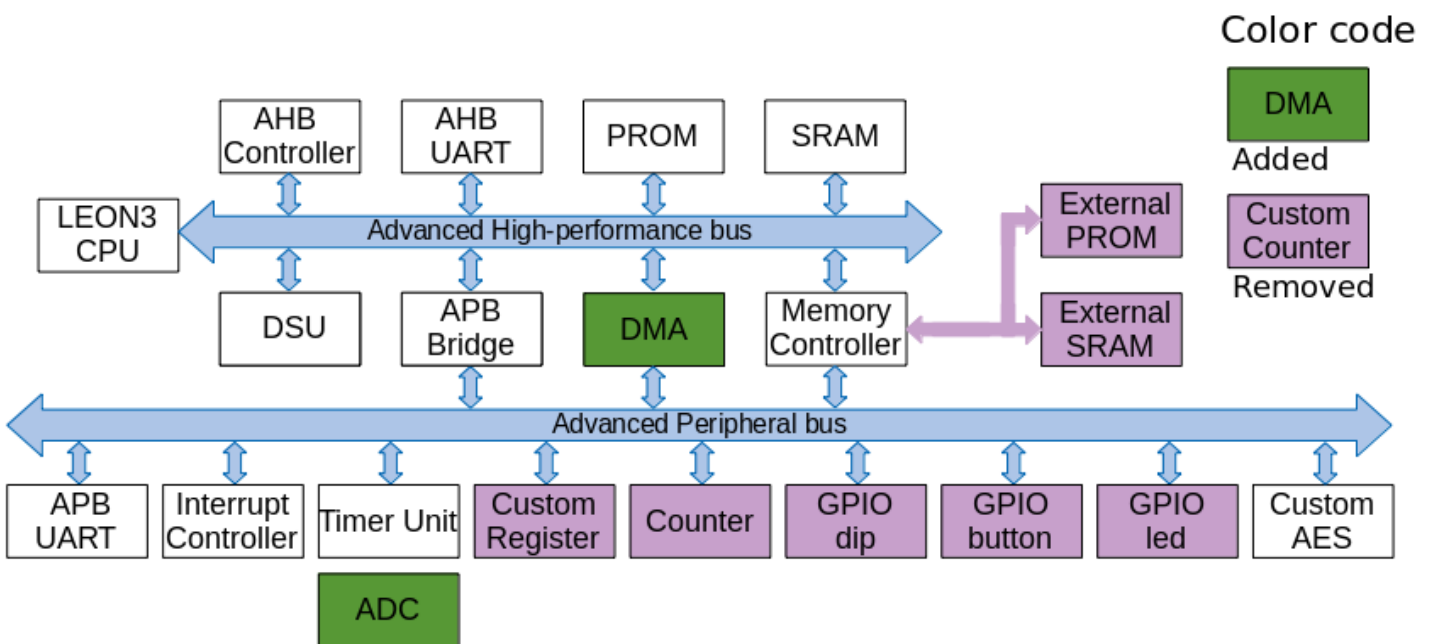 Color code
DMA
Added
Custom
Counter
Removed
AHB
Controller
AHB
UART
PROM
SRAM
LEON3
CPU
Advanced High-performance bus
External
PROM
DSU
APB
Bridge
DMA
Memory
Controller
External
SRAM
Advanced Peripheral bus
APB
UART
Interrupt
Controller
Timer Unit
Custom
Register
Counter
GPIO
dip
GPIO
button
GPIO
led
Custom
AES
ADC